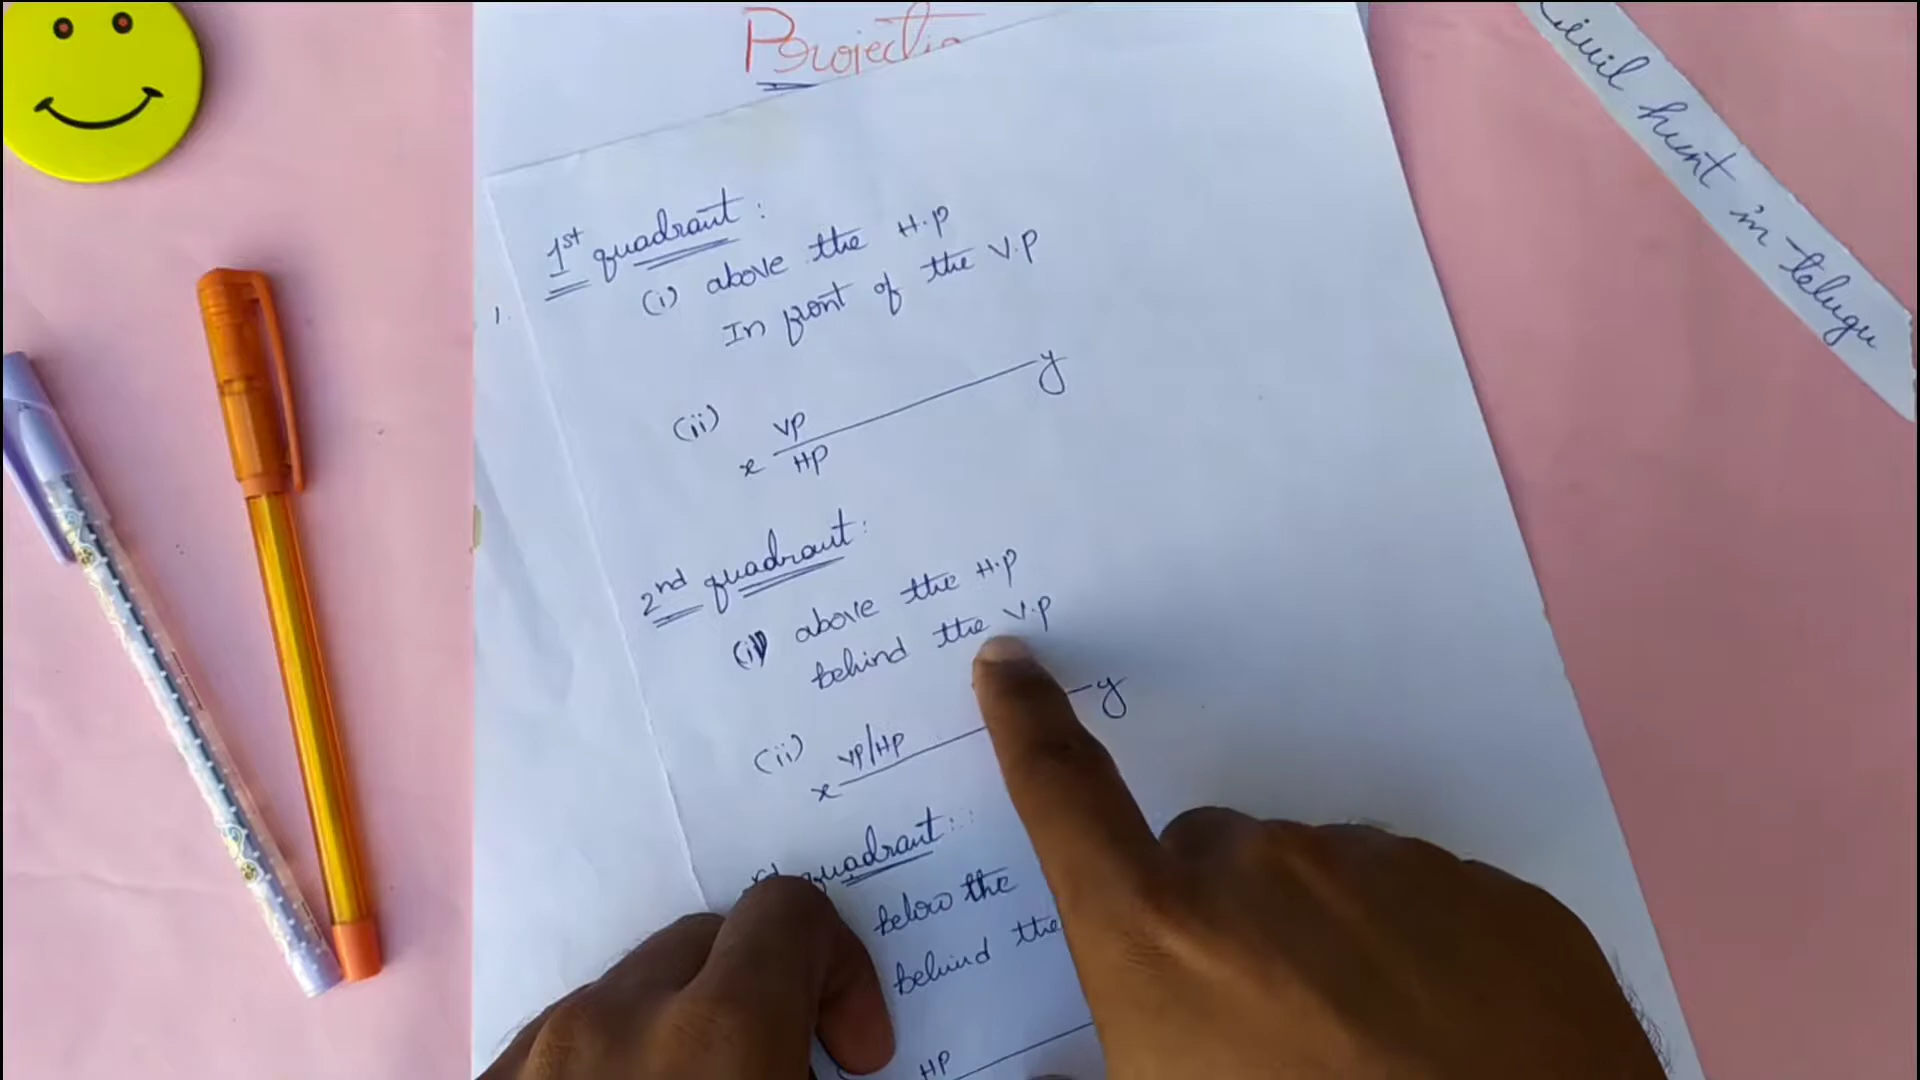 Projectio
Civil hunt in telugu
1st quadrant:
1.
(i) above the H.P
In front of the V.P
(ii) x VP y
HP
2nd quadrant:
(i) above the H.P
behind the V.P
(ii) x VP/HP y
quadrant::
below the
behind the
HP